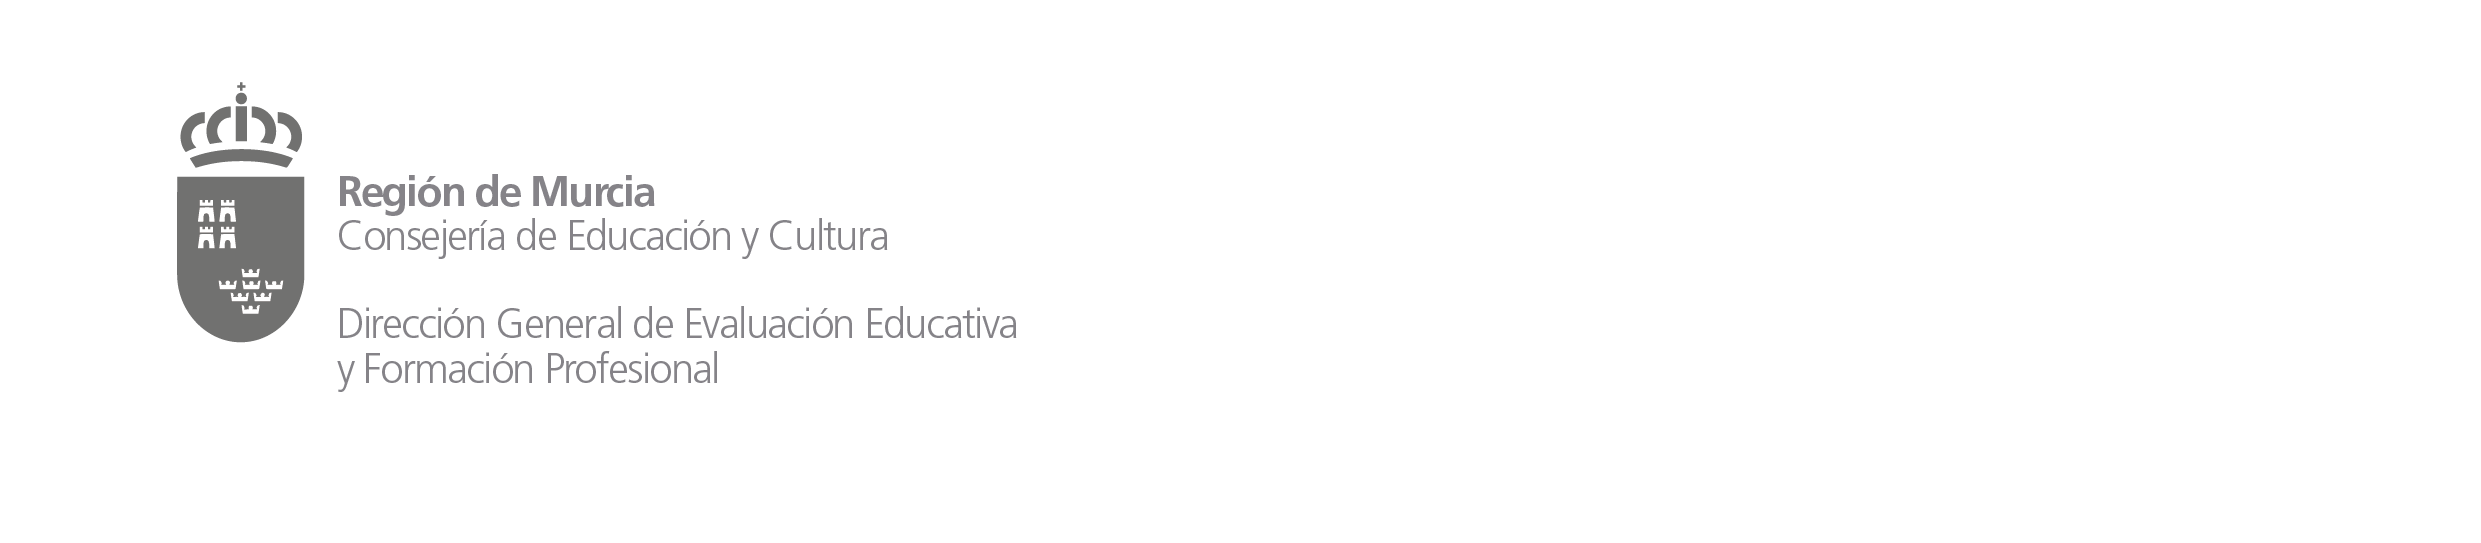 Región de Murcia
Consejería de Educación y Cultura
Dirección General de Evaluación Educativa
y Formación Profesional